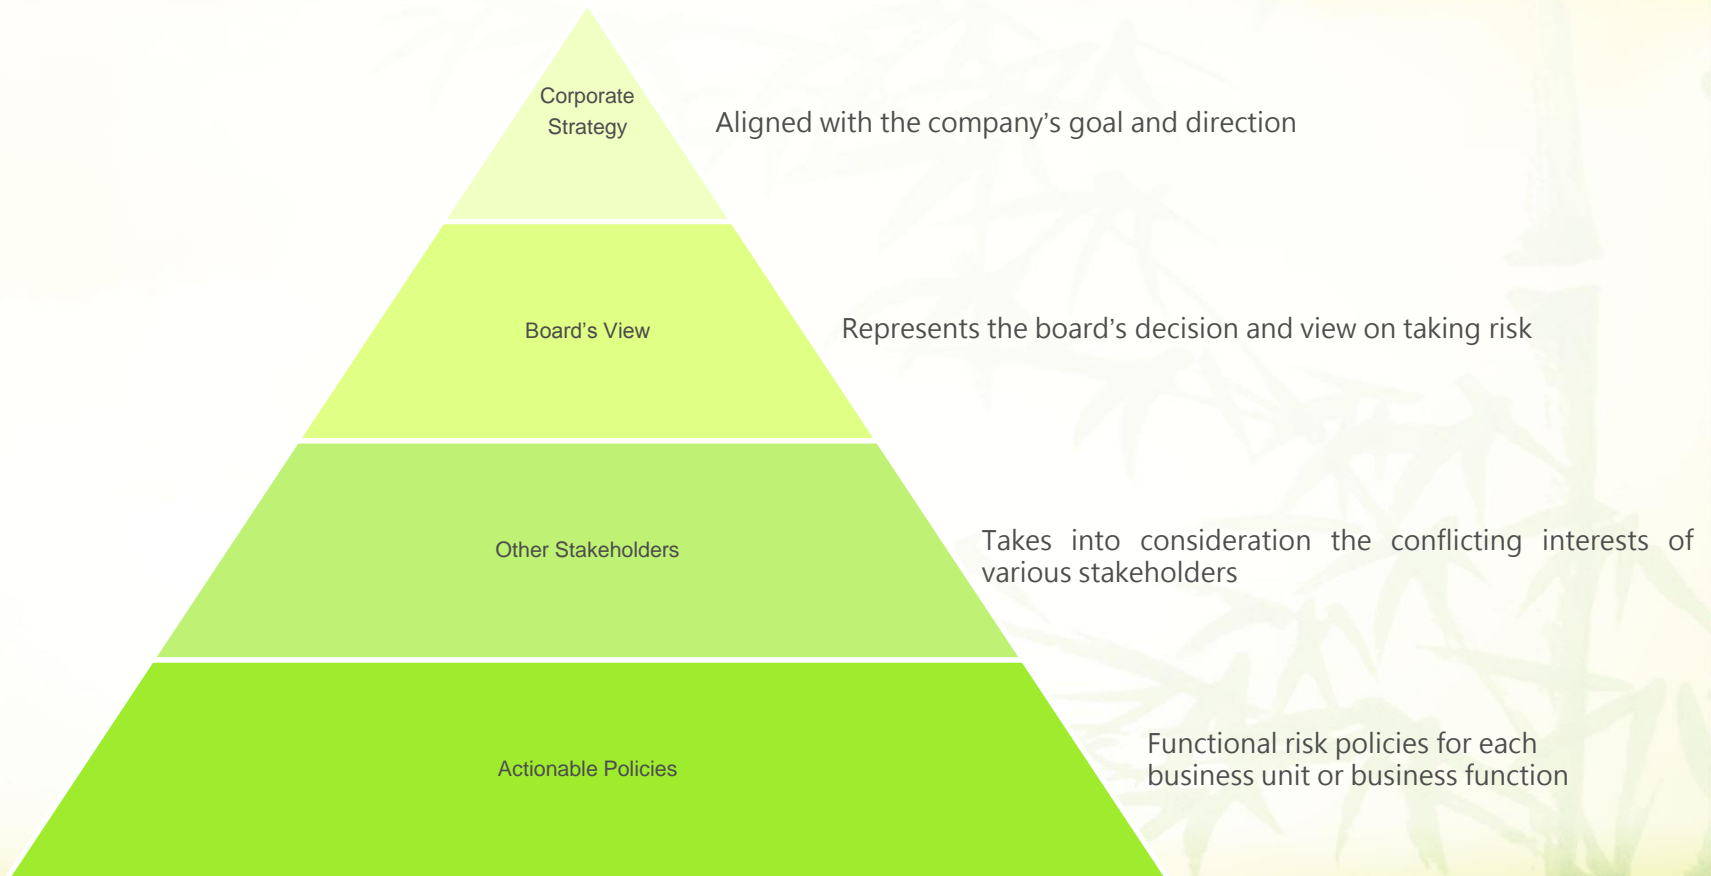 Corporate
Strategy
Aligned with the company’s goal and direction
Board’s View
Represents the board’s decision and view on taking risk
Other Stakeholders
Takes into consideration the conflicting interests of
various stakeholders
Actionable Policies
Functional risk policies for each
business unit or business function